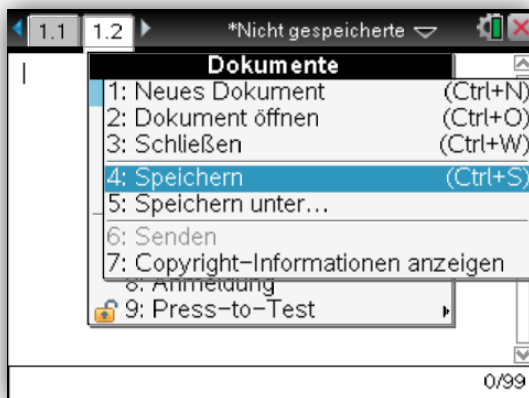 1.1 1.2 *Nicht gespeicherte
Dokumente
1: Neues Dokument (Ctrl+N)
2: Dokument öffnen (Ctrl+O)
3: Schließen (Ctrl+W)
4: Speichern (Ctrl+S)
5: Speichern unter...
6: Senden
7: Copyright-Informationen anzeigen
8: Anmeldung
9: Press-to-Test
0/99